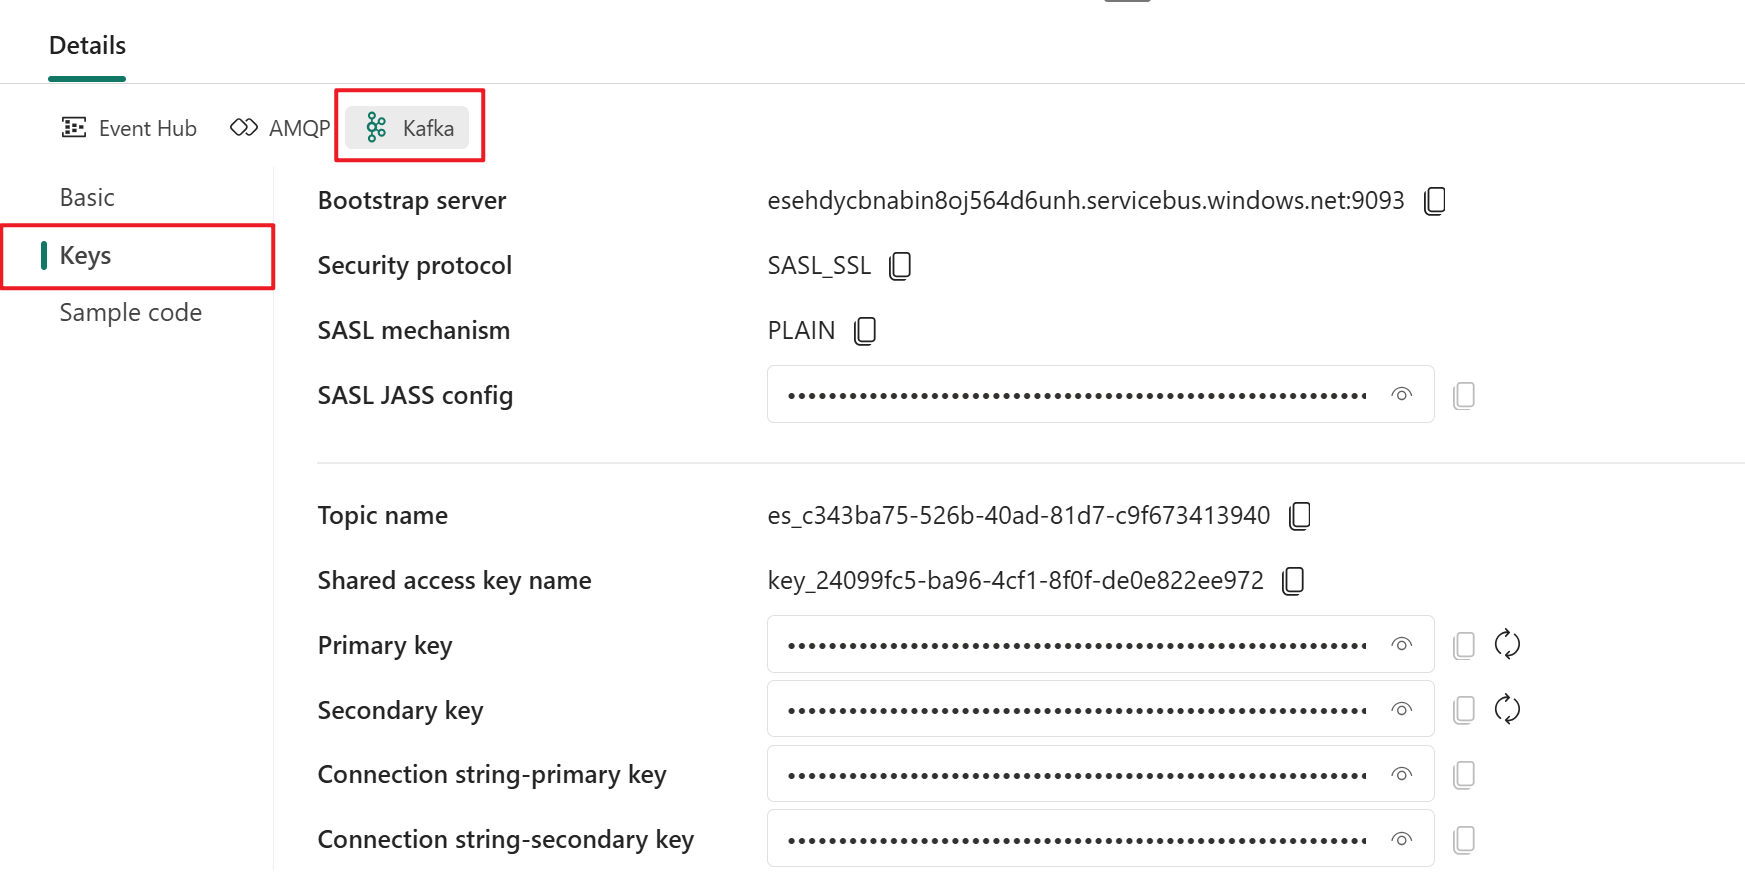 Details
Event Hub AMQP Kafka
Basic
Keys
Sample code
Bootstrap server esehdycbnabin8oj564d6unh.servicebus.windows.net:9093
Security protocol SASL_SSL
SASL mechanism PLAIN
SASL JASS config
Topic name es_c343ba75-526b-40ad-81d7-c9f673413940
Shared access key name key_24099fc5-ba96-4cf1-8f0f-de0e822ee972
Primary key
Secondary key
Connection string-primary key
Connection string-secondary key